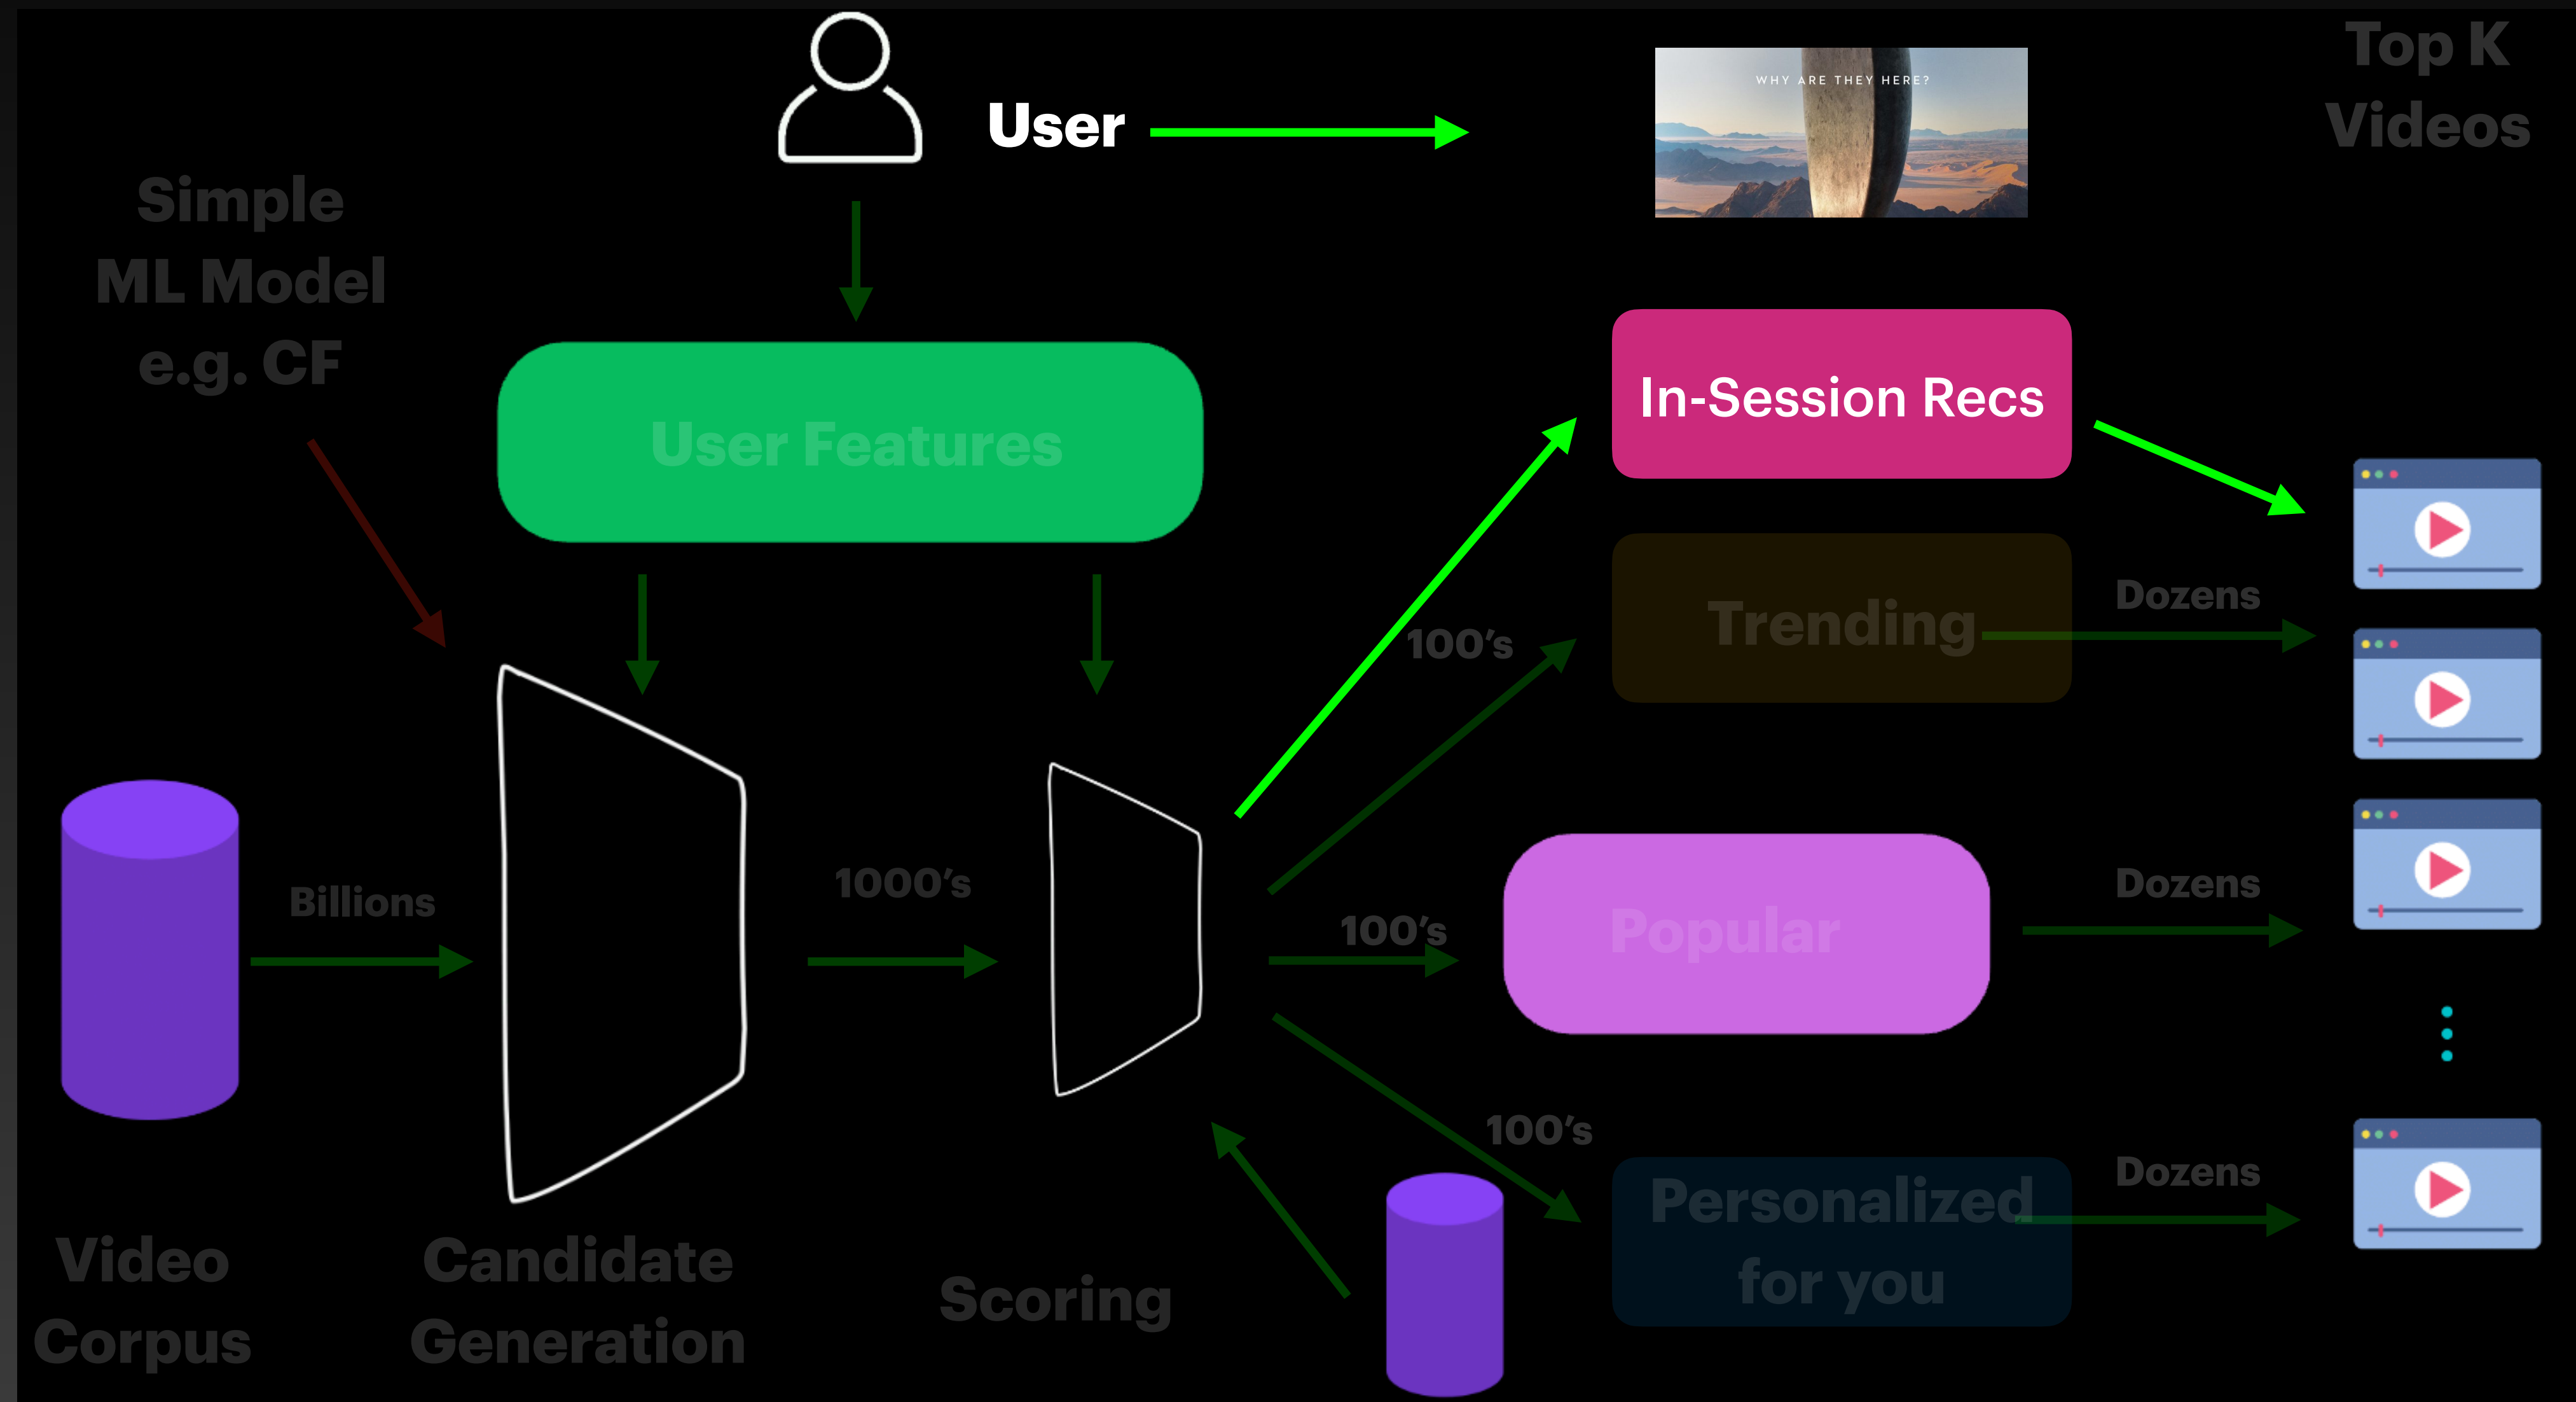 User
WHY ARE THEY HERE?
Top K
Videos
Simple
ML Model
e.g. CF
User Features
In-Session Recs
Trending
Dozens
100's
Billions
1000's
100's
Popular
Dozens
100's
Personalized
for you
Dozens
Video
Corpus
Candidate
Generation
Scoring